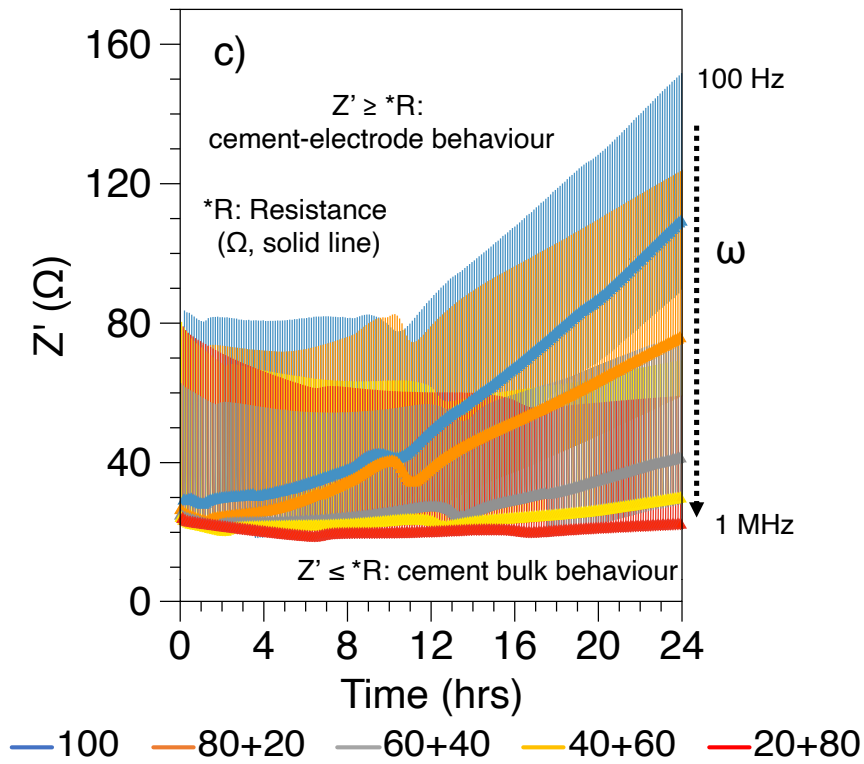 c)
160
120
80
40
0
Z' (Ω)
Z' ≥ *R:
cement-electrode behaviour
*R: Resistance
(Ω, solid line)
100 Hz
ω
1 MHz
Z' ≤ *R: cement bulk behaviour
0 4 8 12 16 20 24
Time (hrs)
100 80+20 60+40 40+60 20+80